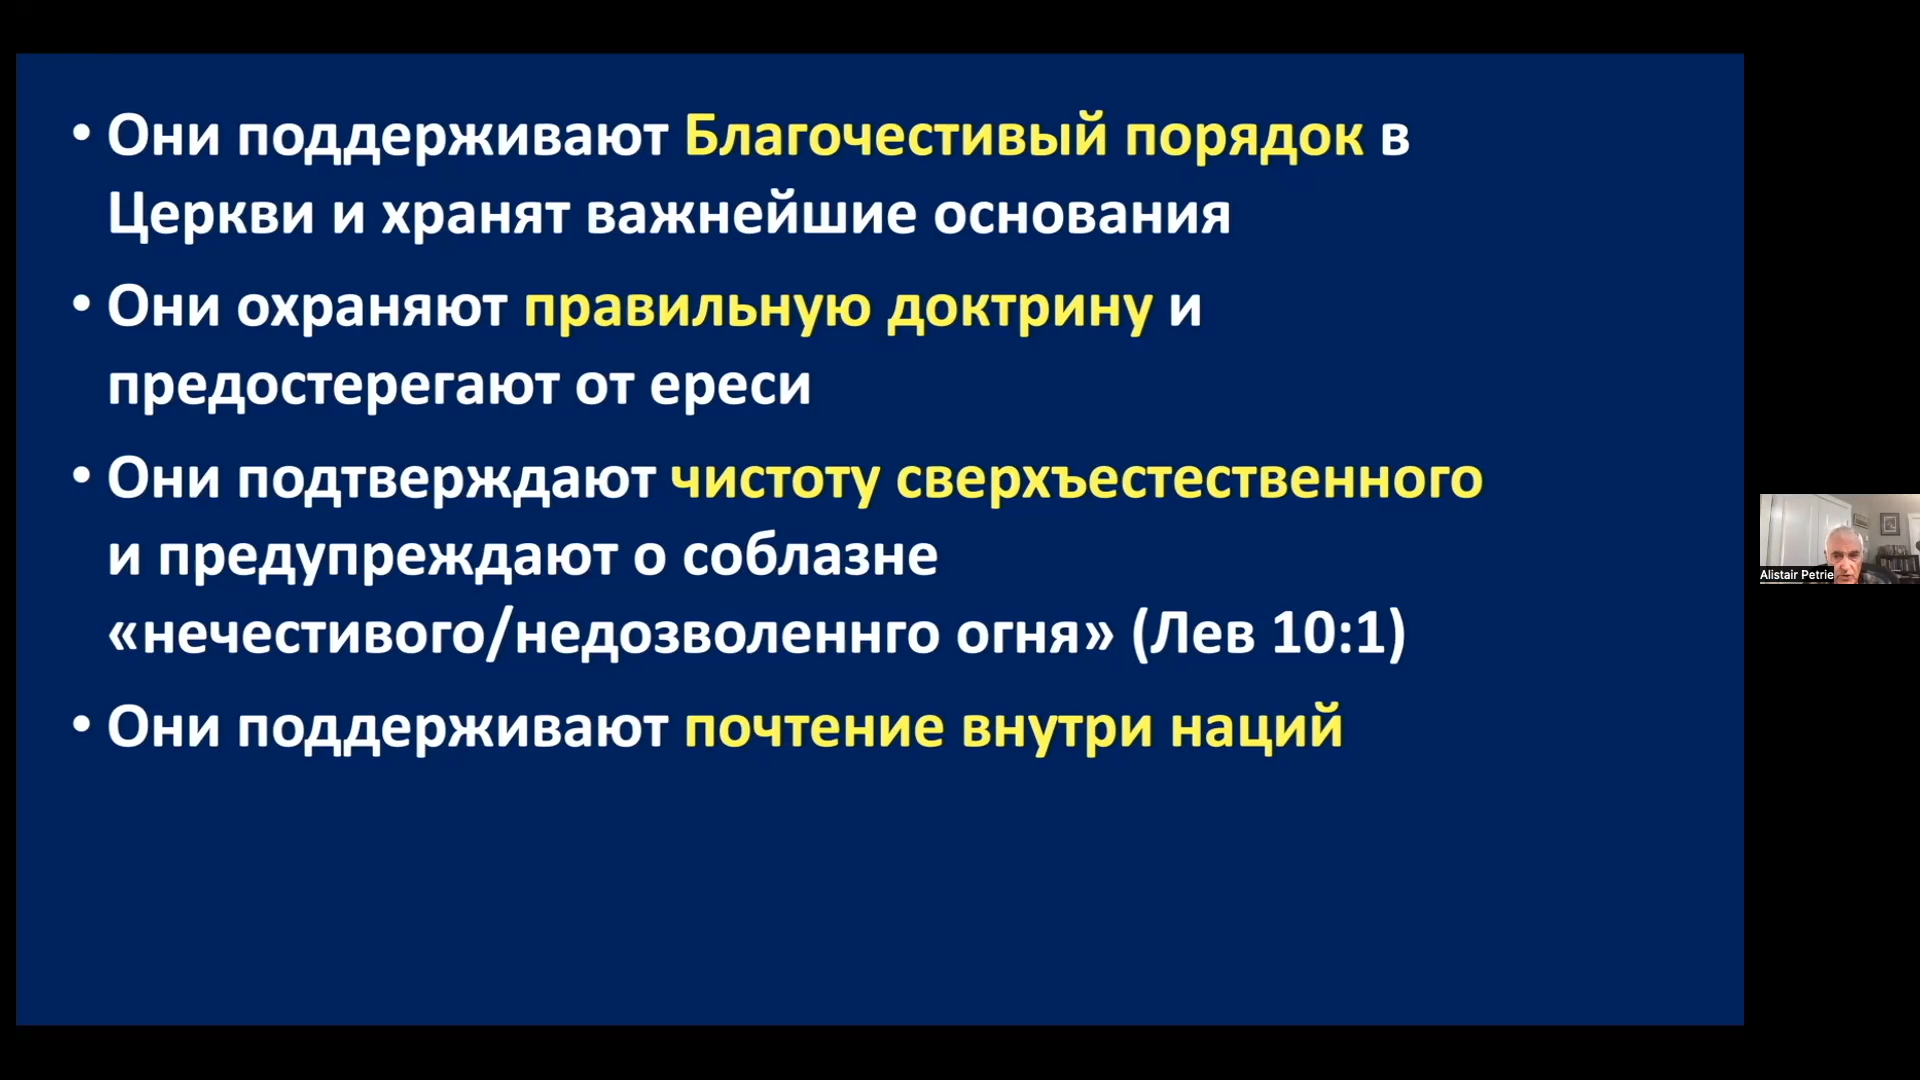 • Они поддерживают Благочестивый порядок в
Церкви и хранят важнейшие основания
• Они охраняют правильную доктрину и
предостерегают от ереси
• Они подтверждают чистоту сверхъестественного
и предупреждают о соблазне
«нечестивого/недозволеннго огня» (Лев 10:1)
• Они поддерживают почтение внутри наций
Alistair Petrie